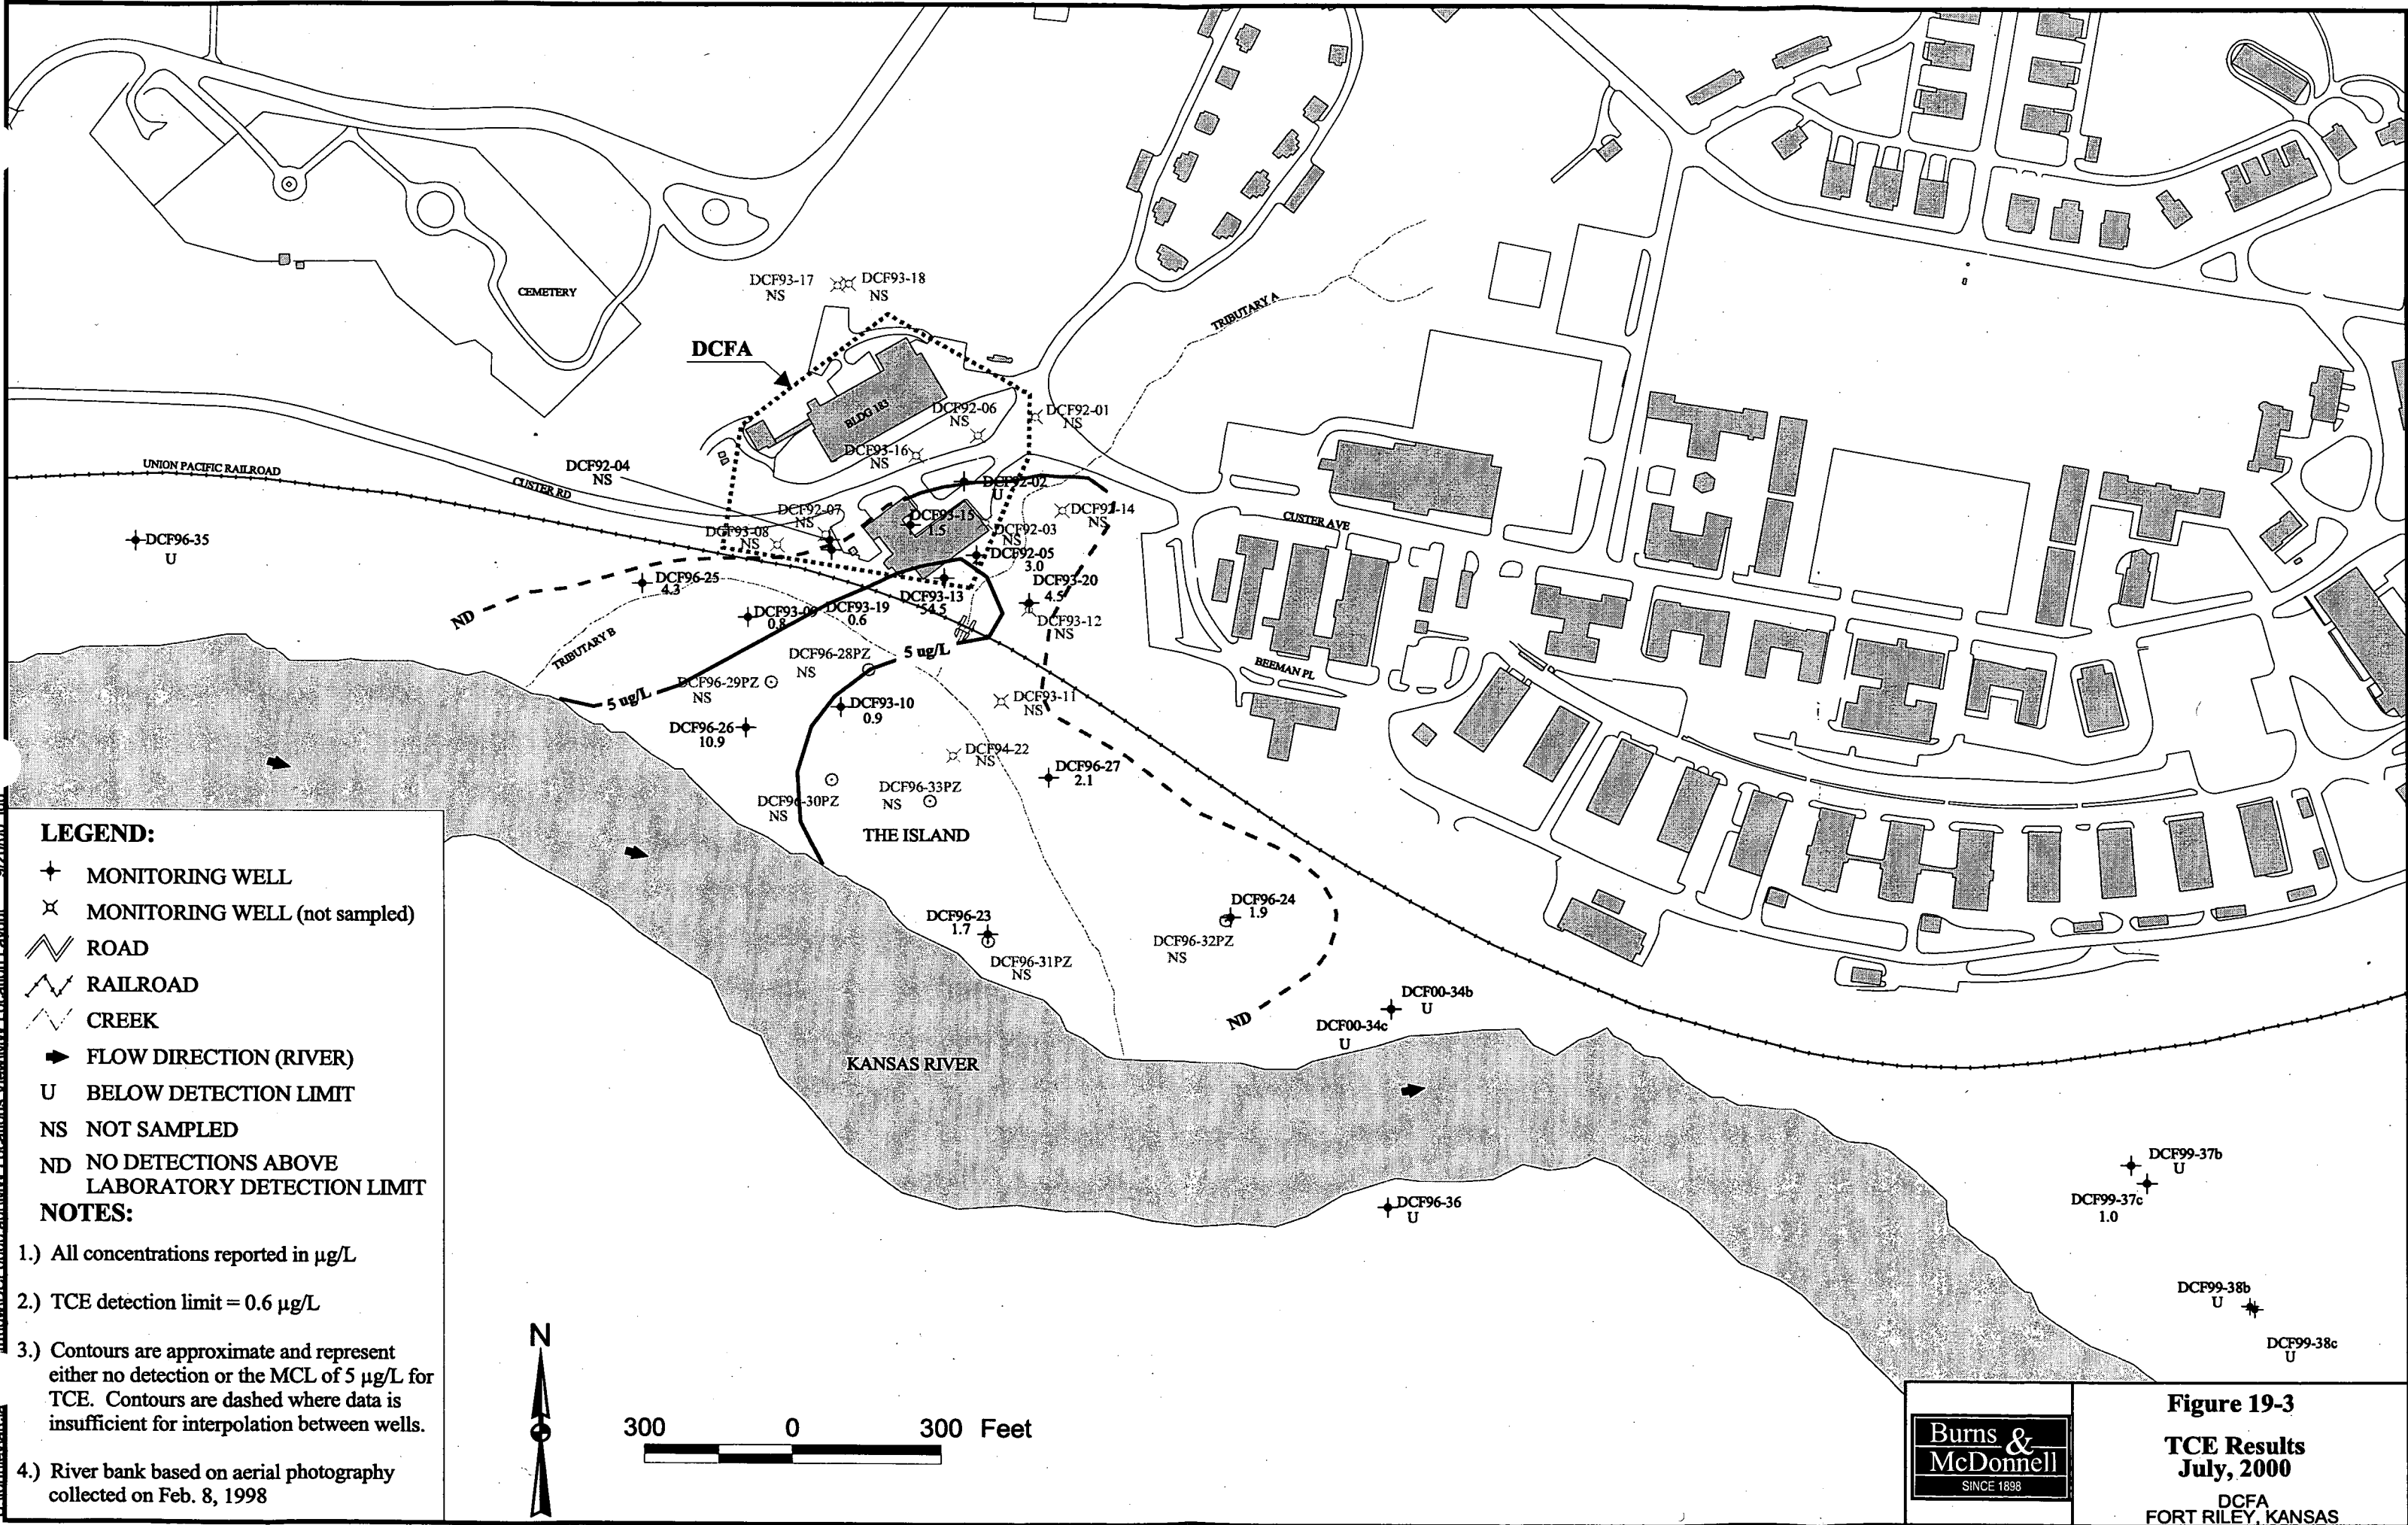 CEMETERY
DCF93-17
NS
DCF93-18
NS
TRIBUTARY A
DCFA
BLDG 183
DCF92-06
NS
DCF92-01
NS
DCF93-16
NS
UNION PACIFIC RAILROAD
CUSTER RD
DCF92-04
NS
DCF92-02
U
DCF92-07
NS
DCF93-15
1.5
DCF92-14
NS
DCF92-03
NS
CUSTER AVE
DCF93-08
NS
DCF96-35
U
DCF92-05
3.0
DCF96-25
4.3
DCF93-20
4.5
DCF93-13
54.5
DCF93-09
0.8
DCF93-19
0.6
DCF93-12
NS
ND
TRIBUTARY B
DCF96-28PZ
NS
5 ug/L
BEEMAN PL
DCF96-29PZ
NS
5 ug/L
DCF93-11
NS
DCF93-10
0.9
DCF96-26
10.9
DCF94-22
NS
DCF96-27
2.1
DCF96-30PZ
NS
DCF96-33PZ
NS
THE ISLAND
DCF96-24
1.9
DCF96-23
1.7
DCF96-32PZ
NS
DCF96-31PZ
NS
ND
DCF00-34b
U
DCF00-34c
U
KANSAS RIVER
DCF99-37b
U
DCF99-37c
1.0
DCF96-36
U
DCF99-38b
U
DCF99-38c
U
LEGEND:
MONITORING WELL
MONITORING WELL (not sampled)
ROAD
RAILROAD
CREEK
FLOW DIRECTION (RIVER)
U BELOW DETECTION LIMIT
NS NOT SAMPLED
ND NO DETECTIONS ABOVE
LABORATORY DETECTION LIMIT
NOTES:
1.) All concentrations reported in µg/L
2.) TCE detection limit = 0.6 µg/L
3.) Contours are approximate and represent
either no detection or the MCL of 5 µg/L for
TCE. Contours are dashed where data is
insufficient for interpolation between wells.
4.) River bank based on aerial photography
collected on Feb. 8, 1998
N
300 0 300 Feet
Burns &
McDonnell
SINCE 1898
Figure 19-3
TCE Results
July, 2000
DCFA
FORT RILEY, KANSAS